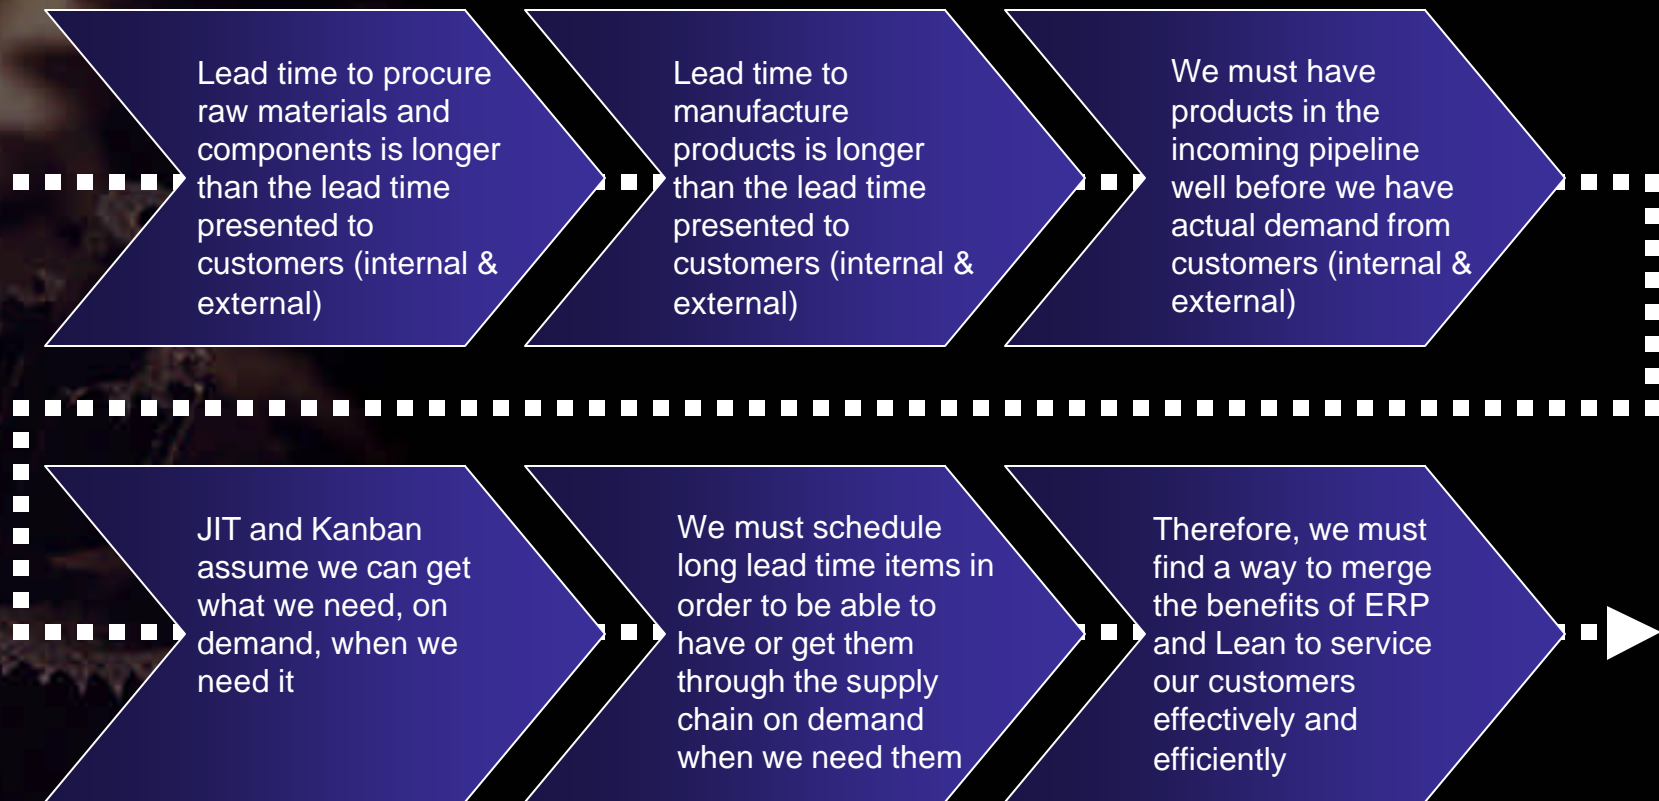 Lead time to procure
raw materials and
components is longer
than the lead time
presented to
customers (internal &
external)
Lead time to
manufacture
products is longer
than the lead time
presented to
customers (internal &
external)
We must have
products in the
incoming pipeline
well before we have
actual demand from
customers (internal &
external)
JIT and Kanban
assume we can get
what we need, on
demand, when we
need it
We must schedule
long lead time items in
order to be able to
have or get them
through the supply
chain on demand
when we need them
Therefore, we must
find a way to merge
the benefits of ERP
and Lean to service
our customers
effectively and
efficiently